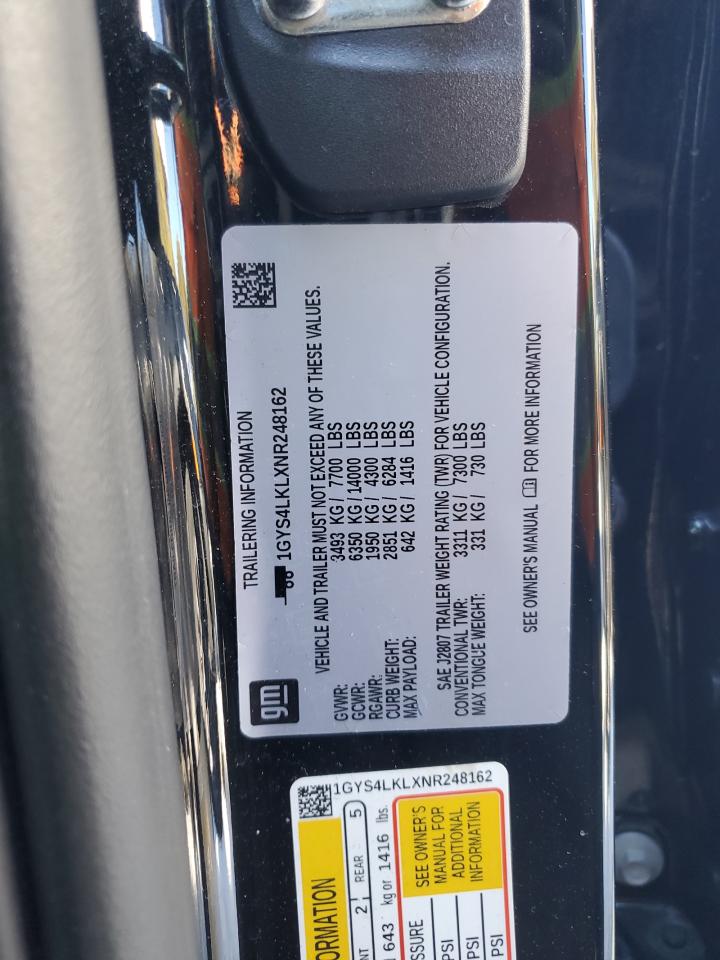 gm
TRAILERING INFORMATION
1GYS4LKLXNR248162
VEHICLE AND TRAILER MUST NOT EXCEED ANY OF THESE VALUES.
GVWR: 3493 KG / 7700 LBS
GCWR: 6350 KG / 14000 LBS
RGAWR: 1950 KG / 4300 LBS
CURB WEIGHT: 2851 KG / 6284 LBS
MAX PAYLOAD: 642 KG / 1416 LBS
SAE J2807 TRAILER WEIGHT RATING (TWR) FOR VEHICLE CONFIGURATION.
CONVENTIONAL TWR: 3311 KG / 7300 LBS
MAX TONGUE WEIGHT: 331 KG / 730 LBS
SEE OWNER'S MANUAL FOR MORE INFORMATION
1GYS4LKLXNR248162
ORMATION
NT 2 REAR 5
643 kg or 1416 lbs.
SSURE
PSI
PSI
PSI
SEE OWNER'S
MANUAL FOR
ADDITIONAL
INFORMATION